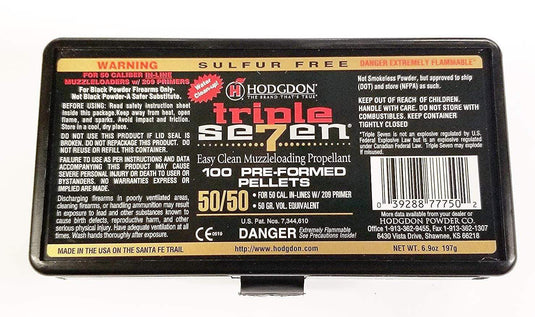 WARNING
FOR 50 CALIBER IN-LINE
MUZZLELOADERS w/ 209 PRIMERS
For Black Powder Firearms Only-
Not Black Powder-A Safer Substitute.
BEFORE USING: Read safety instruction sheet
inside this package. Keep away from heat, open
flame, and sparks. Avoid impact and friction.
Store in a cool, dry place.
DO NOT USE THIS PRODUCT IF LID SEAL IS
BROKEN. DO NOT REPACKAGE THIS PRODUCT. DO
NOT REUSE OR REFILL THIS CONTAINER.
FAILURE TO USE AS PER INSTRUCTIONS AND DATA
ACCOMPANYING THIS PRODUCT MAY CAUSE
SEVERE PERSONAL INJURY OR DEATH TO USER OR
BYSTANDERS. NO WARRANTIES EXPRESS OR
IMPLIED ARE MADE.
Discharging firearms in poorly ventilated areas,
cleaning firearms, or handling ammunition may result
in exposure to lead and other substances known to
cause birth defects, reproductive harm, and other
serious physical injury. Have adequate ventilation at all
times. Wash hands thoroughly after exposure.
MADE IN THE USA ON THE SANTA FE TRAIL
SULFUR FREE
Water
Cleanup!
H HODGDON
THE BRAND THAT'S TRUE
triple
se7en
Easy Clean Muzzleloading Propellant
100 PRE-FORMED
PELLETS
50/50
• FOR 50 CAL. IN-LINES W/ 209 PRIMER
• 50 GR. VOL. EQUIVALENT
U.S. Pat. Nos. 7,344,610
CE 0519
DANGER
Extremely Flammable
See Precautions Inside!
http://www.hodgdon.com
DANGER EXTREMELY FLAMMABLE*
Not Smokeless Powder, but approved to ship
(DOT) and store (NFPA) as such.
KEEP OUT OF REACH OF CHILDREN.
HANDLE WITH CARE. DO NOT STORE WITH
COMBUSTIBLES. KEEP CONTAINER
TIGHTLY CLOSED
*Triple Seven is not an explosive regulated by U.S.
Federal Explosive Law but is an explosive regulated
under Canadian Federal Law. Triple Seven may explode
if misused.
0 39288 77750 2
More data available from your dealer or
HODGDON POWDER CO.
Office 1-913-362-9455, Fax 1-913-362-1307
6430 Vista Drive, Shawnee, KS 66218
NET WT. 6.9oz 197g